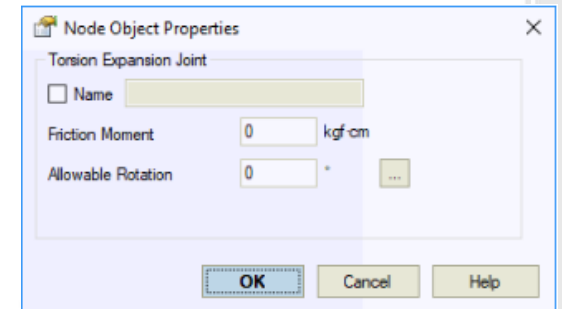 Node Object Properties
Torsion Expansion Joint
Name
Friction Moment 0 kgf·cm
Allowable Rotation 0 ° ...
OK Cancel Help